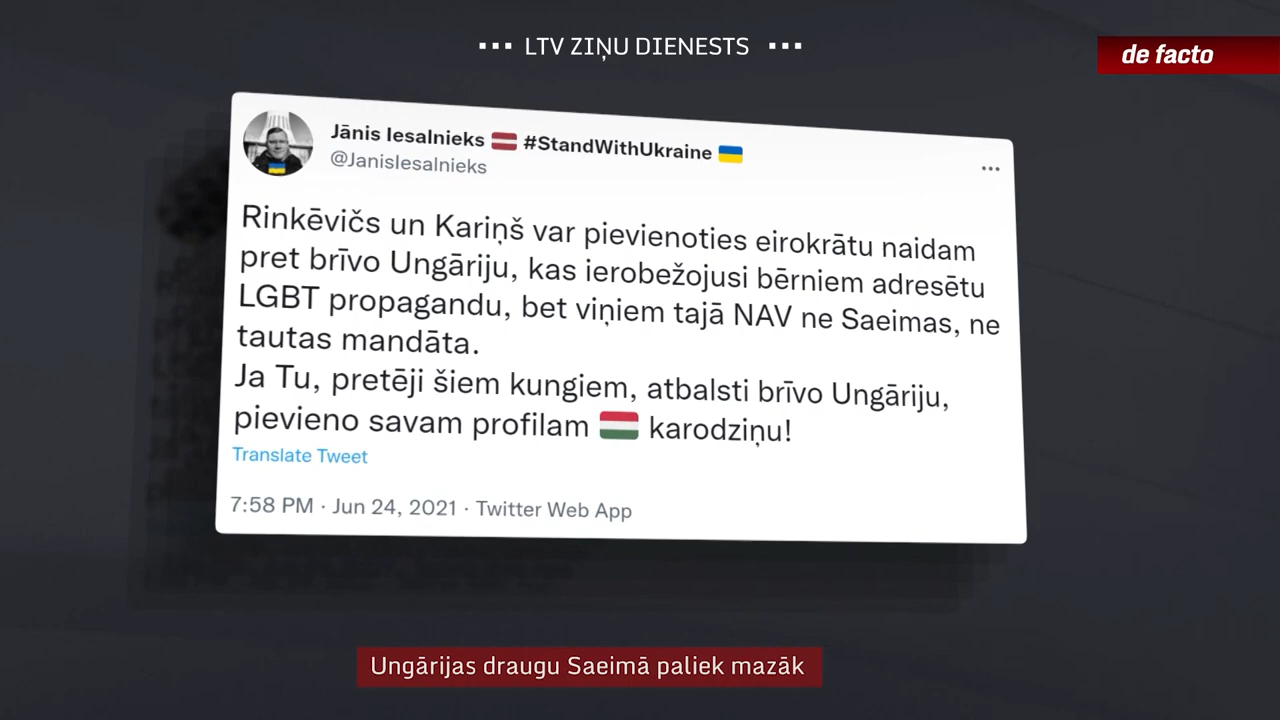 LTV ZIŅU DIENESTS
de facto
Jānis Iesalnieks 🇱🇻 #StandWithUkraine 🇺🇦
@JanisIesalnieks
Rinkēvičs un Kariņš var pievienoties eirokrātu naidam
pret brīvo Ungāriju, kas ierobežojusi bērniem adresētu
LGBT propagandu, bet viņiem tajā NAV ne Saeimas, ne
tautas mandāta.
Ja Tu, pretēji šiem kungiem, atbalsti brīvo Ungāriju,
pievieno savam profilam 🇭🇺 karodziņu!
Translate Tweet
7:58 PM · Jun 24, 2021 · Twitter Web App
Ungārijas draugu Saeimā paliek mazāk